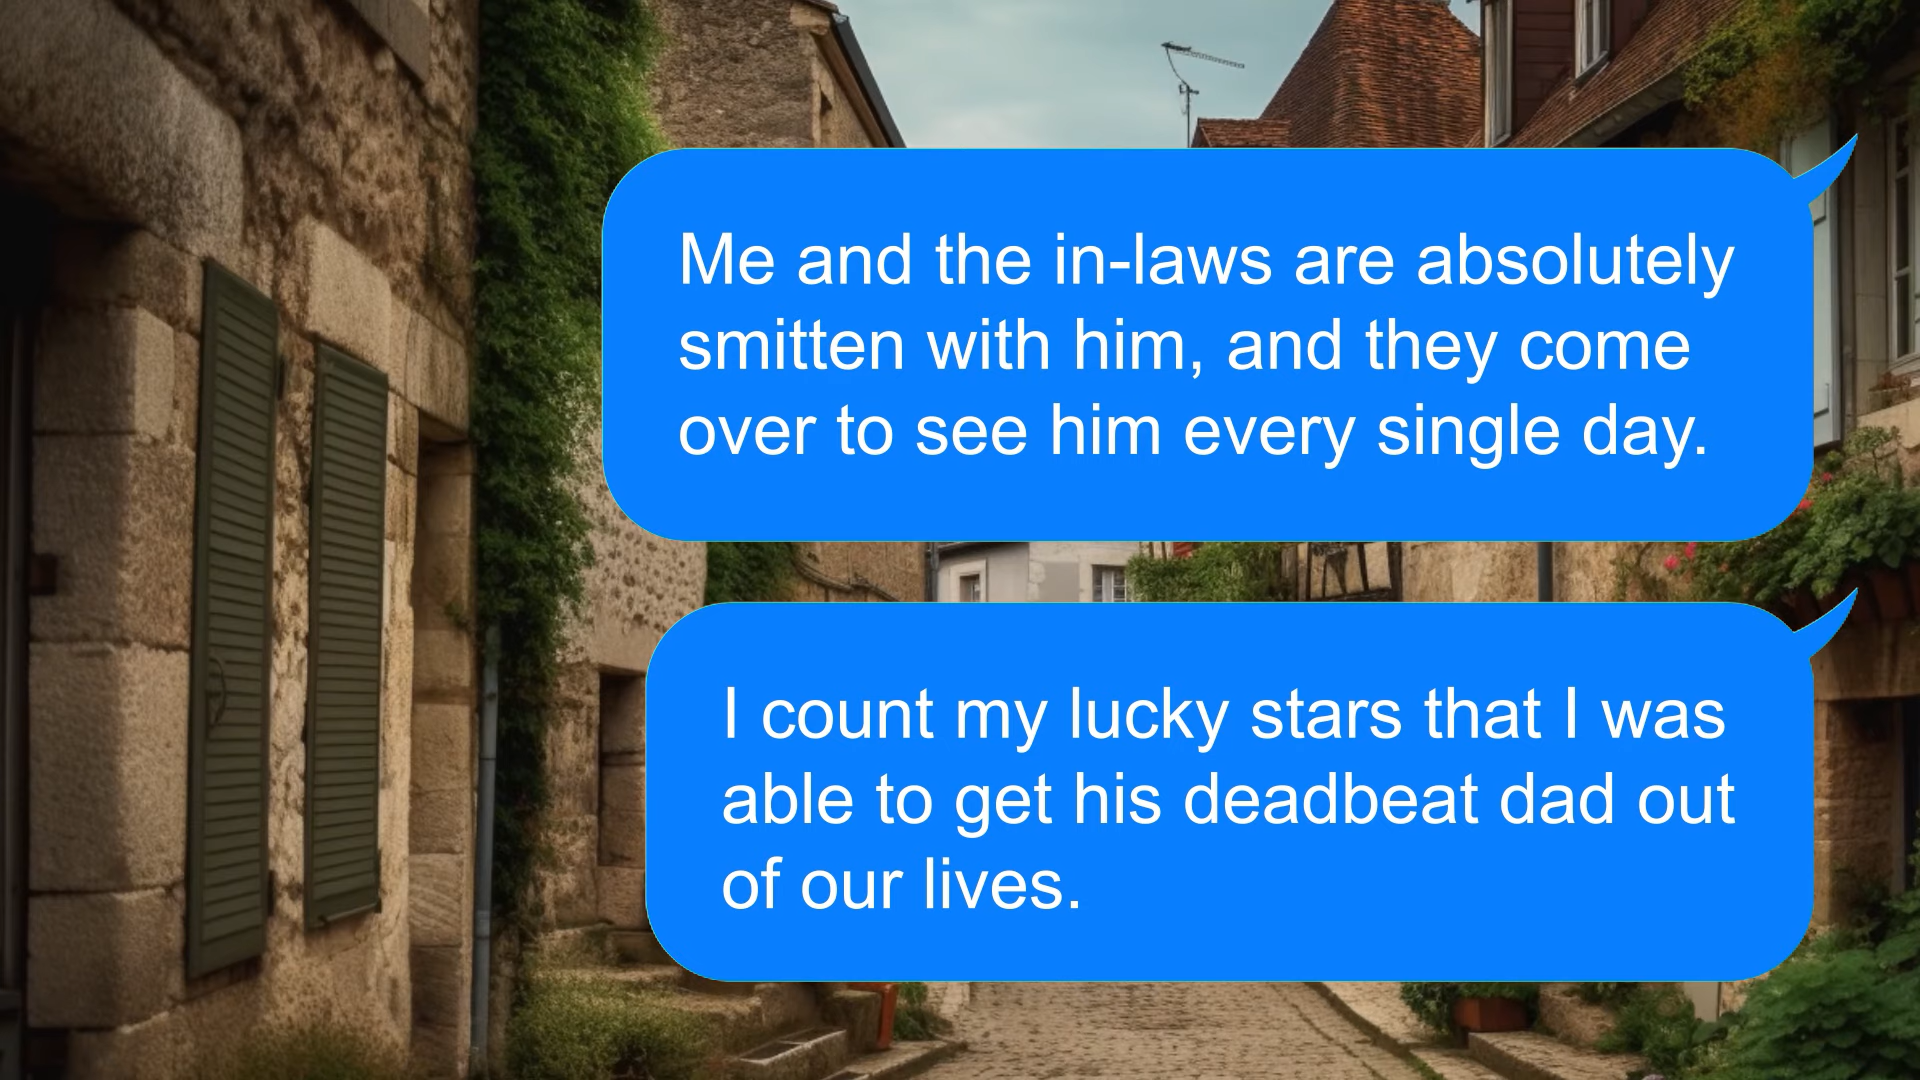 Me and the in-laws are absolutely
smitten with him, and they come
over to see him every single day.
I count my lucky stars that I was
able to get his deadbeat dad out
of our lives.